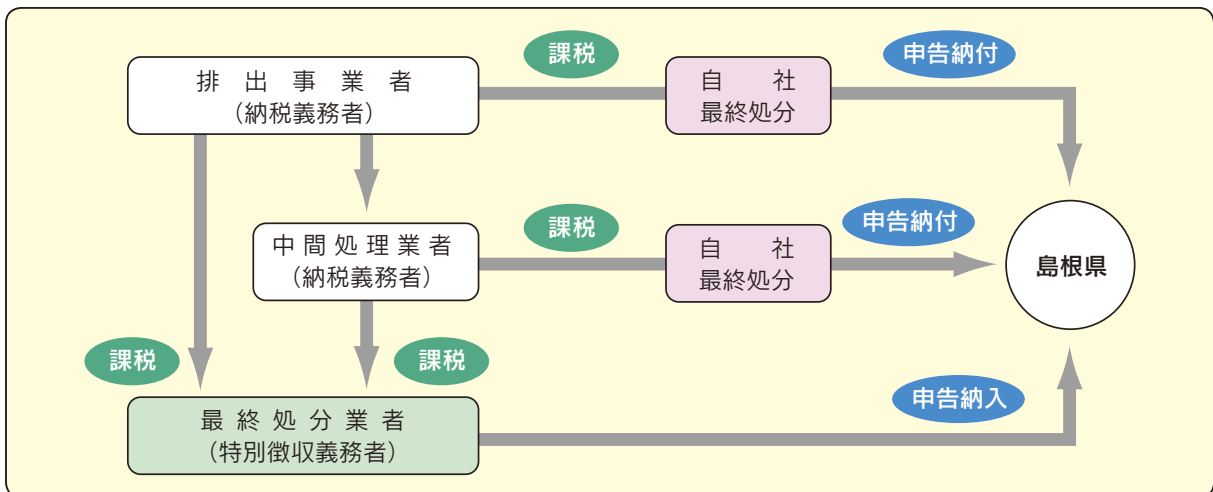 課税
申告納付
排出事業者
(納税義務者)
自社
最終処分
課税
申告納付
中間処理業者
(納税義務者)
自社
最終処分
島根県
課税
課税
申告納入
最終処分業者
(特別徴収義務者)